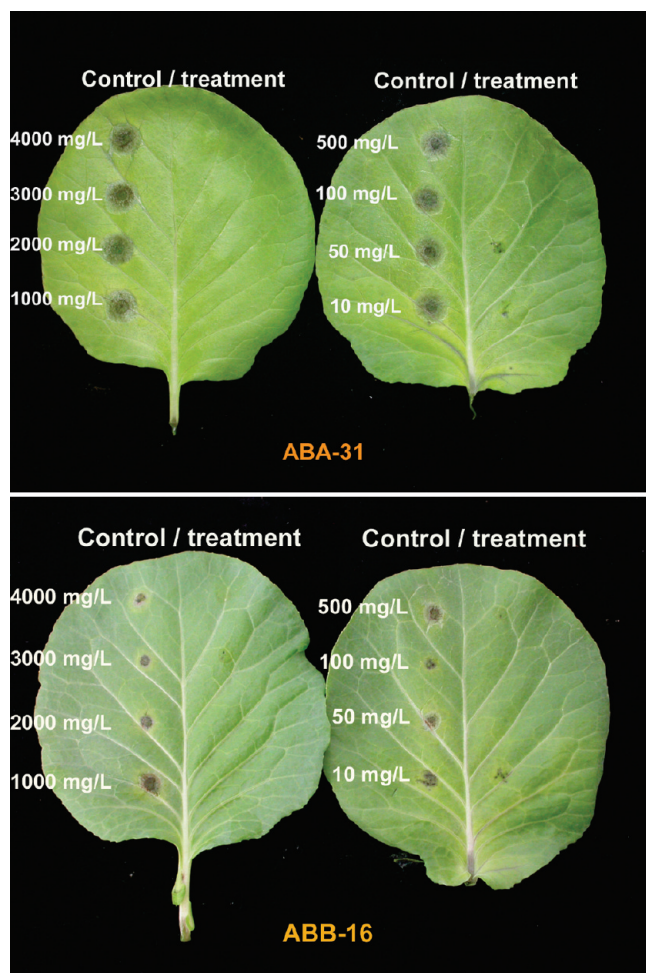 Control / treatment
Control / treatment
4000 mg/L
500 mg/L
3000 mg/L
100 mg/L
2000 mg/L
50 mg/L
1000 mg/L
10 mg/L
ABA-31
Control / treatment
Control / treatment
4000 mg/L
500 mg/L
3000 mg/L
100 mg/L
2000 mg/L
50 mg/L
1000 mg/L
10 mg/L
ABB-16